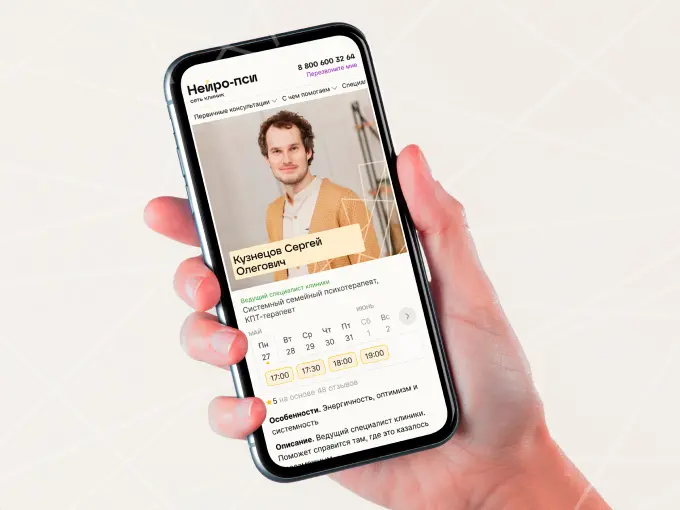 Нейро-пси
сеть клиник
8 800 600 32 64
Перезвоните мне
Первичные консультации С чем помогаем
Кузнецов Сергей
Олегович
Ведущий специалист клиники
Системный семейный психотерапевт,
КПТ-терапевт
МАЙ ИЮНЬ
Пн Вт Ср Чт Пт Сб Вс
27 28 29 30 31 1 2
17:00 17:30 18:00 19:00
5 на основе 48 отзывов
Особенности. Энергичность, оптимизм и
системность
Описание. Ведущий специалист клиники.
Поможет справится там, где это казалось